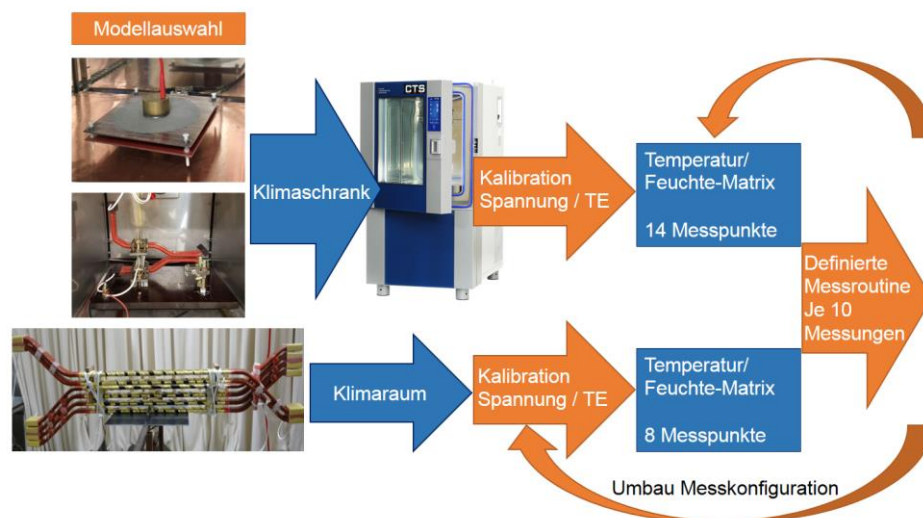 Modellauswahl
CTS
Klimaschrank
Kalibration
Spannung / TE
Temperatur/
Feuchte-Matrix
14 Messpunkte
Definierte
Messroutine
Je 10
Messungen
Klimaraum
Kalibration
Spannung / TE
Temperatur/
Feuchte-Matrix
8 Messpunkte
Umbau Messkonfiguration